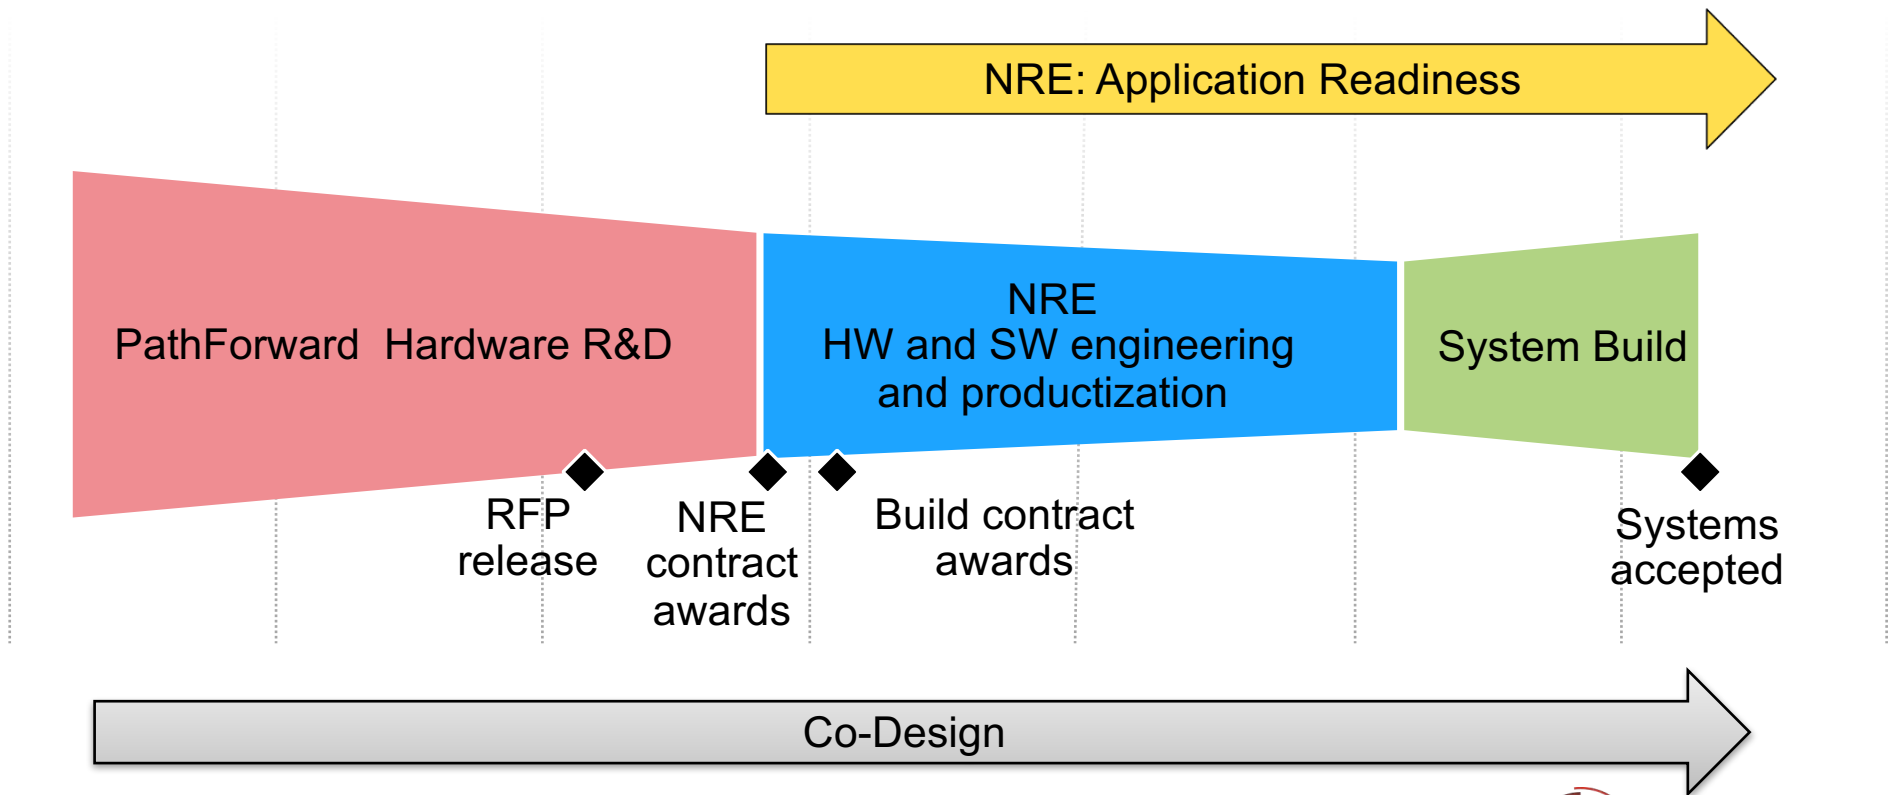 NRE: Application Readiness
PathForward  Hardware R&D
NRE
HW and SW engineering
and productization
System Build
RFP
release
NRE
contract
awards
Build contract
awards
Systems
accepted
Co-Design